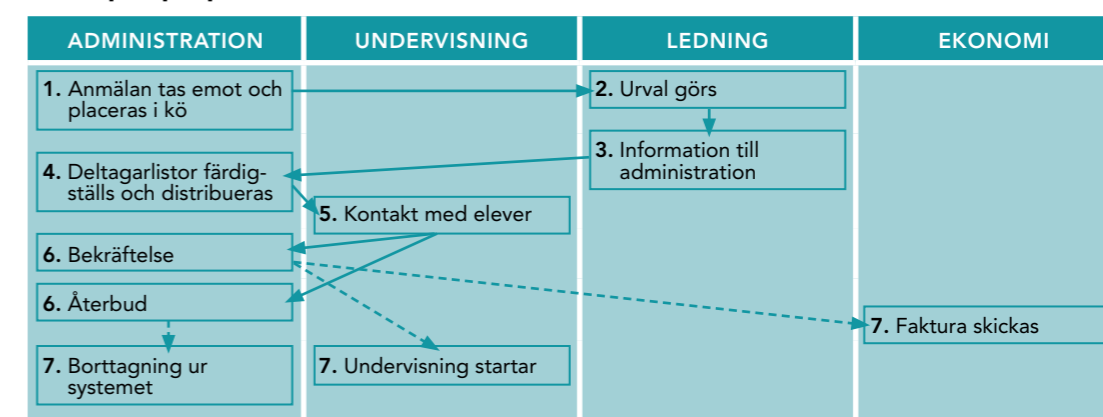 ADMINISTRATION
UNDERVISNING
LEDNING
EKONOMI
1. Anmälan tas emot och
placeras i kö
2. Urval görs
3. Information till
administration
4. Deltagarlistor färdig-
ställs och distribueras
5. Kontakt med elever
6. Bekräftelse
6. Återbud
7. Faktura skickas
7. Borttagning ur
systemet
7. Undervisning startar